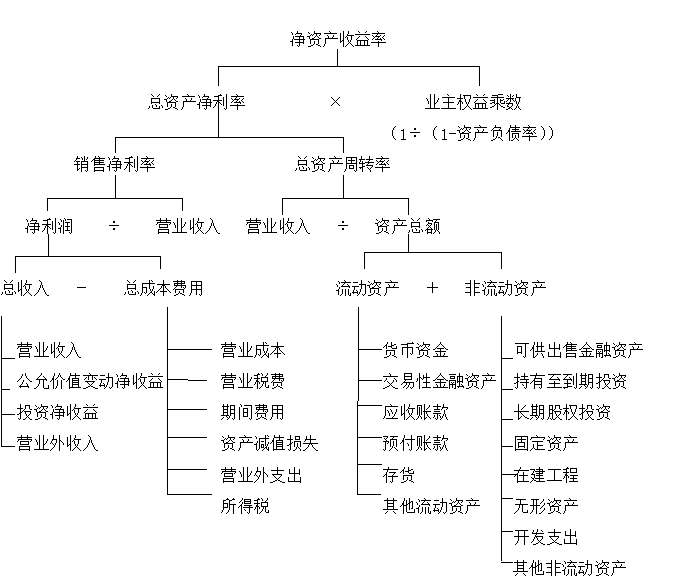 净资产收益率
总资产净利率 × 业主权益乘数
（1÷（1-资产负债率））
销售净利率 总资产周转率
净利润 ÷ 营业收入 营业收入 ÷ 资产总额
总收入 － 总成本费用 流动资产 ＋ 非流动资产
营业收入 营业成本 货币资金 可供出售金融资产
公允价值变动净收益 营业税费 交易性金融资产 持有至到期投资
投资净收益 期间费用 应收账款 长期股权投资
营业外收入 资产减值损失 预付账款 固定资产
营业外支出 存货 在建工程
所得税 其他流动资产 无形资产
开发支出
其他非流动资产